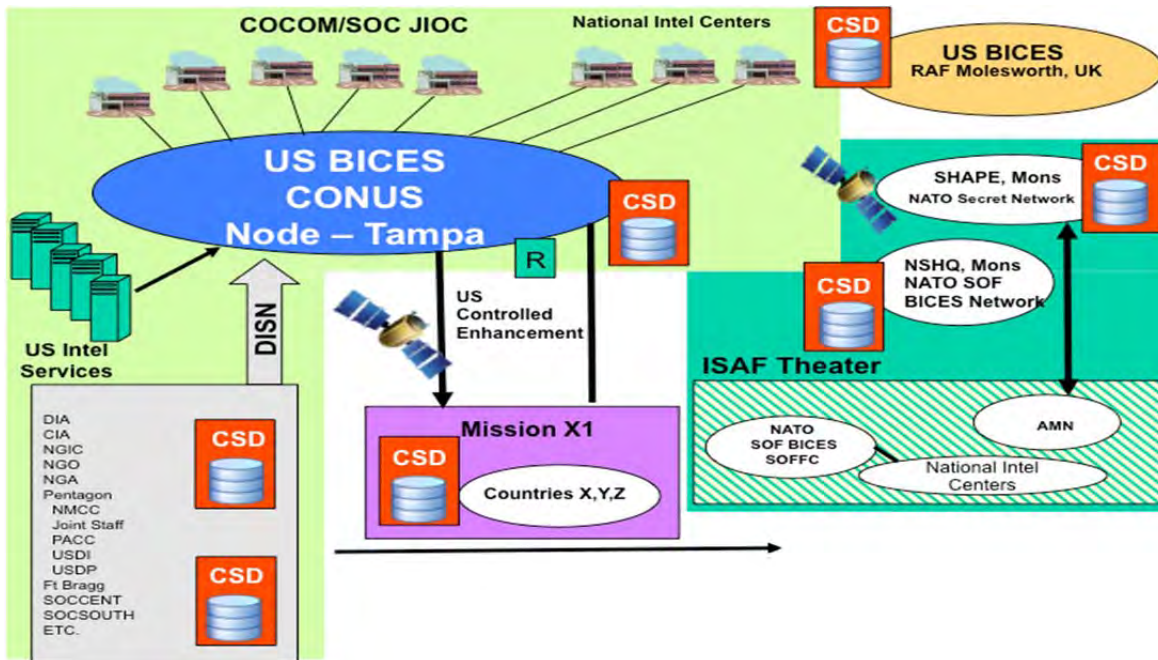 COCOM/SOC JIOC
National Intel Centers
CSD
US BICES
RAF Molesworth, UK
US BICES
CONUS
Node – Tampa
CSD
R
SHAPE, Mons
NATO Secret Network
CSD
NSHQ, Mons
NATO SOF
BICES Network
CSD
US
Controlled
Enhancement
DISN
US Intel
Services
DIA
CIA
NGIC
NGO
NGA
Pentagon
NMCC
Joint Staff
PACC
USDI
USDP
Ft Bragg
SOCCENT
SOCSOUTH
ETC.
CSD
CSD
Mission X1
CSD
Countries X,Y,Z
ISAF Theater
NATO
SOF BICES
SOFFC
AMN
National Intel
Centers